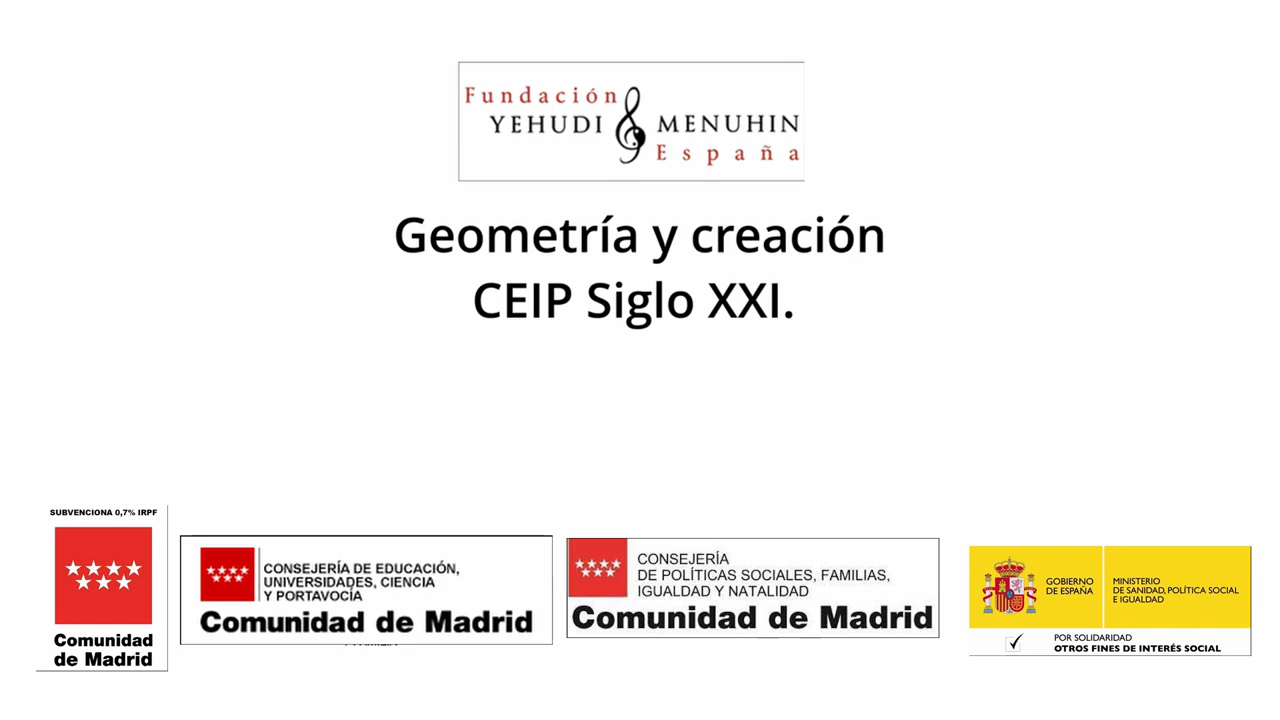 Fundación
YEHUDI MENUHIN
España
Geometría y creación
CEIP Siglo XXI.
SUBVENCIONA 0,7% IRPF
Comunidad
de Madrid
CONSEJERÍA DE EDUCACIÓN,
UNIVERSIDADES, CIENCIA
Y PORTAVOCÍA
Comunidad de Madrid
CONSEJERÍA
DE POLÍTICAS SOCIALES, FAMILIAS,
IGUALDAD Y NATALIDAD
Comunidad de Madrid
GOBIERNO
DE ESPAÑA
MINISTERIO
DE SANIDAD, POLÍTICA SOCIAL
E IGUALDAD
POR SOLIDARIDAD
OTROS FINES DE INTERÉS SOCIAL